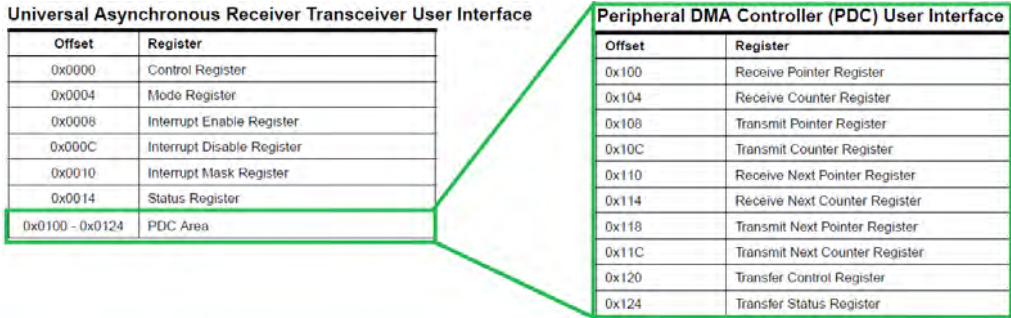 Universal Asynchronous Receiver Transceiver User Interface
Offset Register
0x0000 Control Register
0x0004 Mode Register
0x0008 Interrupt Enable Register
0x000C Interrupt Disable Register
0x0010 Interrupt Mask Register
0x0014 Status Register
0x0100 - 0x0124 PDC Area
Peripheral DMA Controller (PDC) User Interface
Offset Register
0x100 Receive Pointer Register
0x104 Receive Counter Register
0x108 Transmit Pointer Register
0x10C Transmit Counter Register
0x110 Receive Next Pointer Register
0x114 Receive Next Counter Register
0x118 Transmit Next Pointer Register
0x11C Transmit Next Counter Register
0x120 Transfer Control Register
0x124 Transfer Status Register